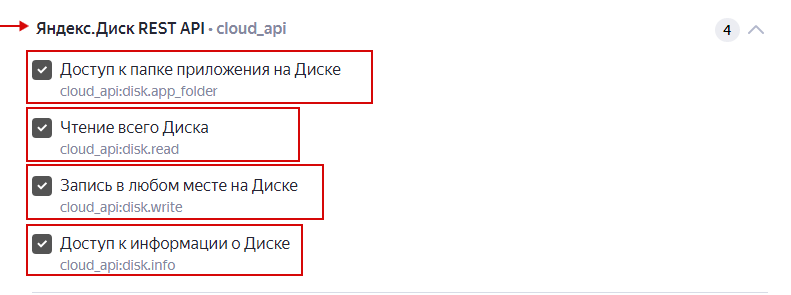 Яндекс.Диск REST API • cloud_api 4
Доступ к папке приложения на Диске
cloud_api:disk.app_folder
Чтение всего Диска
cloud_api:disk.read
Запись в любом месте на Диске
cloud_api:disk.write
Доступ к информации о Диске
cloud_api:disk.info